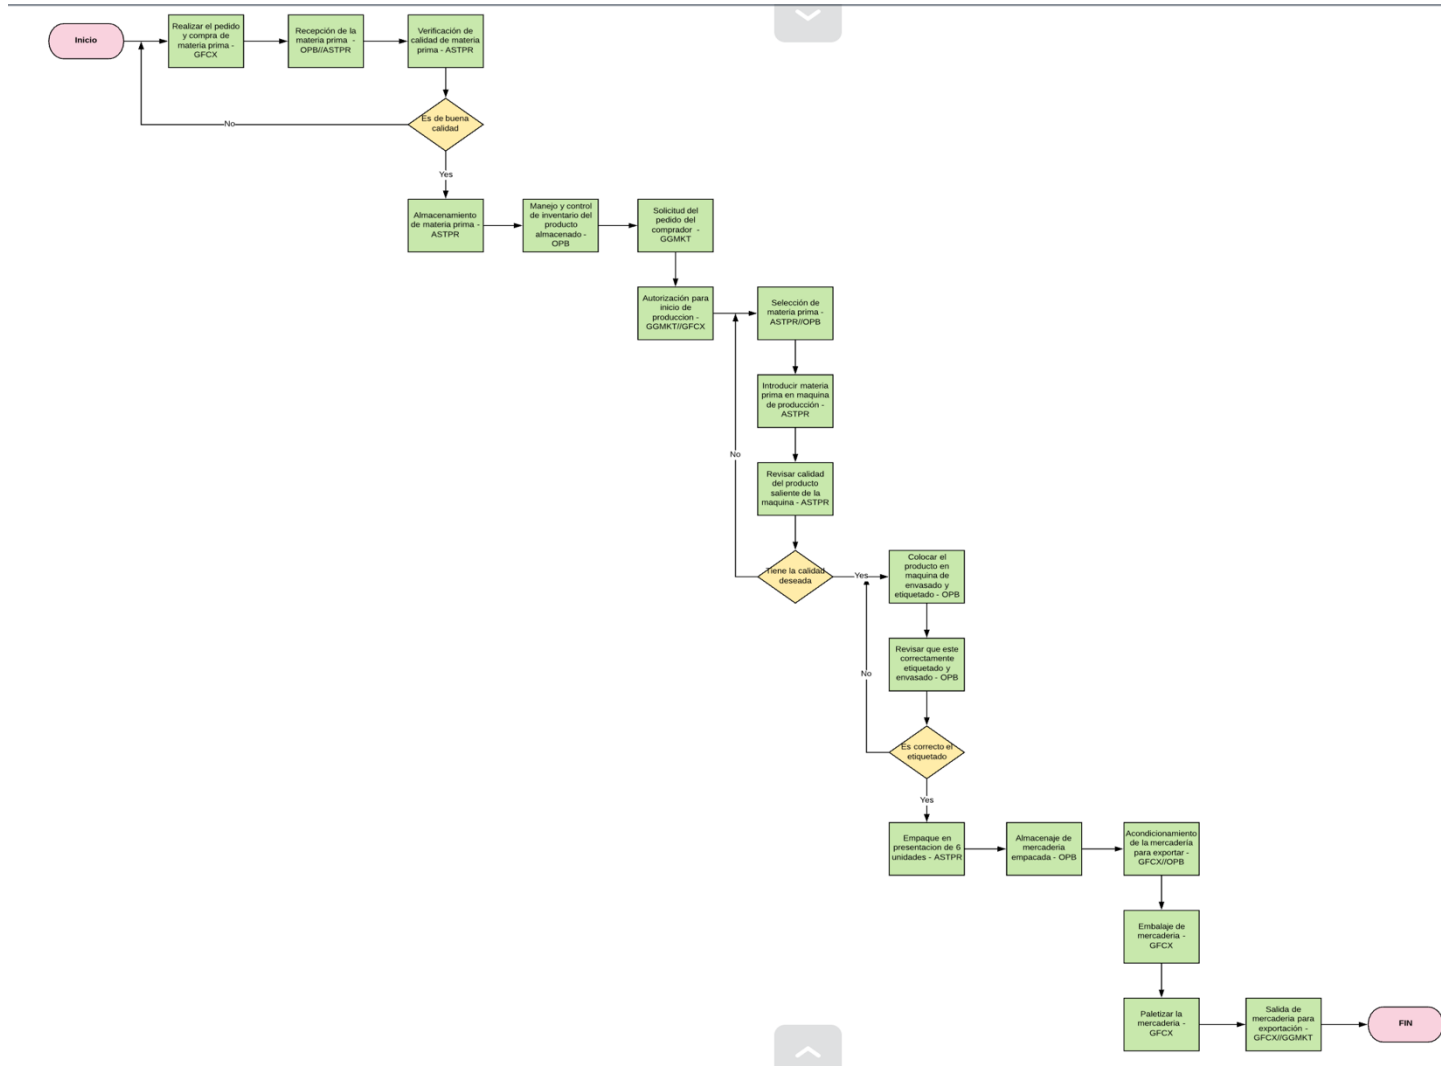 Inicio
Realizar el pedido
y compra de
materia prima -
GFCX
Recepción de la
materia prima -
OPB//ASTPR
Verificación de
calidad de materia
prima - ASTPR
Es de buena
calidad
No
Yes
Almacenamiento
de materia prima -
ASTPR
Manejo y control
de inventario del
producto
almacenado -
OPB
Solicitud del
pedido del
comprador -
GGMKT
Autorización para
inicio de
produccion -
GGMKT//GFCX
Selección de
materia prima -
ASTPR//OPB
Introducir materia
prima en maquina
de producción -
ASTPR
No
Revisar calidad
del producto
saliente de la
maquina - ASTPR
Tiene la calidad
deseada
Yes
Colocar el
producto en
maquina de
envasado y
etiquetado - OPB
Revisar que este
correctamente
etiquetado y
envasado - OPB
No
Es correcto el
etiquetado
Yes
Empaque en
presentacion de 6
unidades - ASTPR
Almacenaje de
mercaderia
empacada - OPB
Acondicionamiento
de la mercadería
para exportar -
GFCX//OPB
Embalaje de
mercaderia -
GFCX
Paletizar la
mercaderia -
GFCX
Salida de
mercaderia para
exportación -
GFCX//GGMKT
FIN